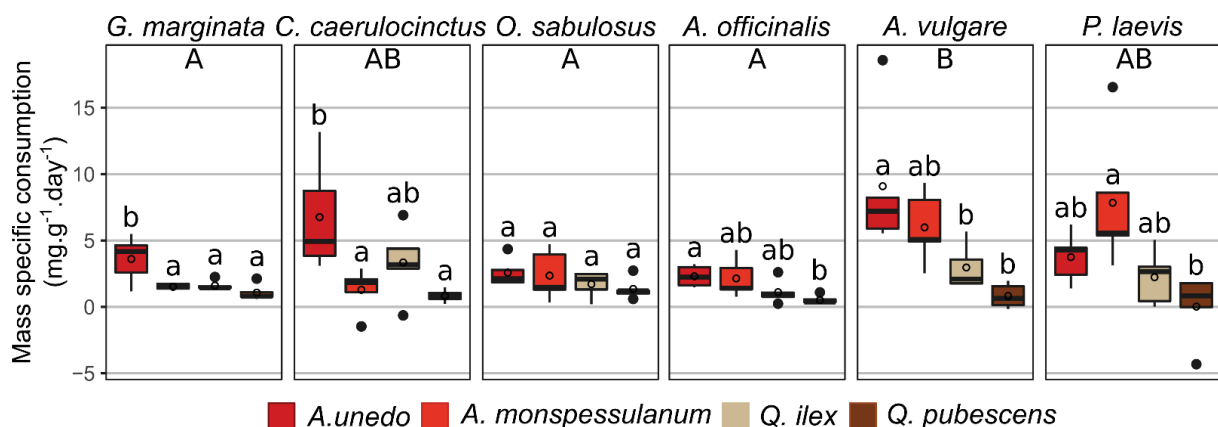 G. marginata C. caerulocinctus O. sabulosus A. officinalis A. vulgare P. laevis
A AB A A B AB
Mass specific consumption
(mg.g⁻¹.day⁻¹)
15
10
5
0
−5
b a a a
b a ab a
a a a a
a ab ab b
a ab b b
ab a ab b
A.unedo A. monspessulanum Q. ilex Q. pubescens